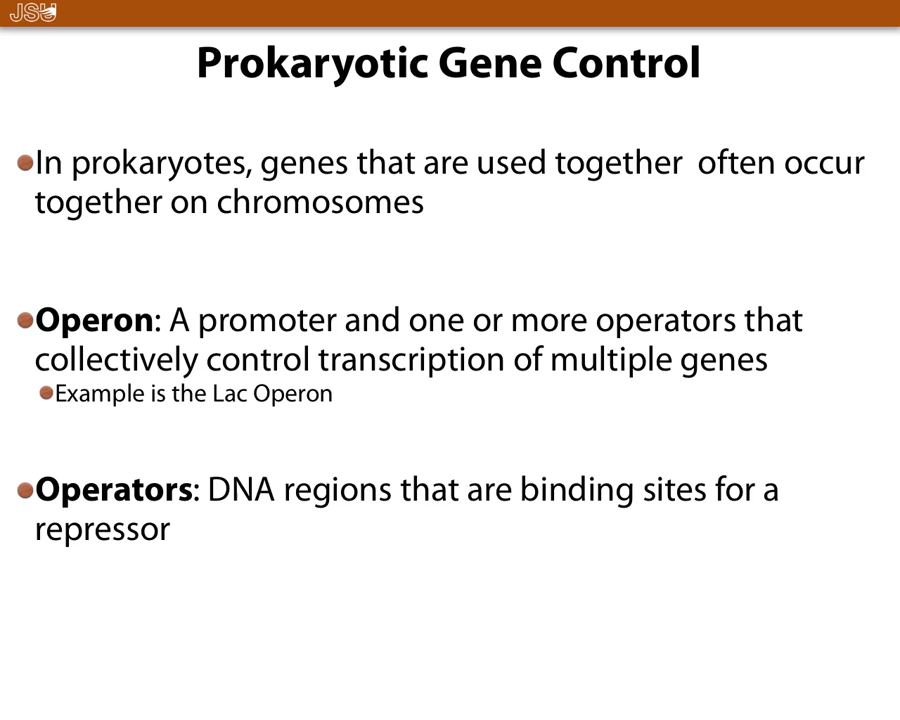 JSU
Prokaryotic Gene Control
In prokaryotes, genes that are used together  often occur
together on chromosomes
Operon: A promoter and one or more operators that
collectively control transcription of multiple genes
Example is the Lac Operon
Operators: DNA regions that are binding sites for a
repressor